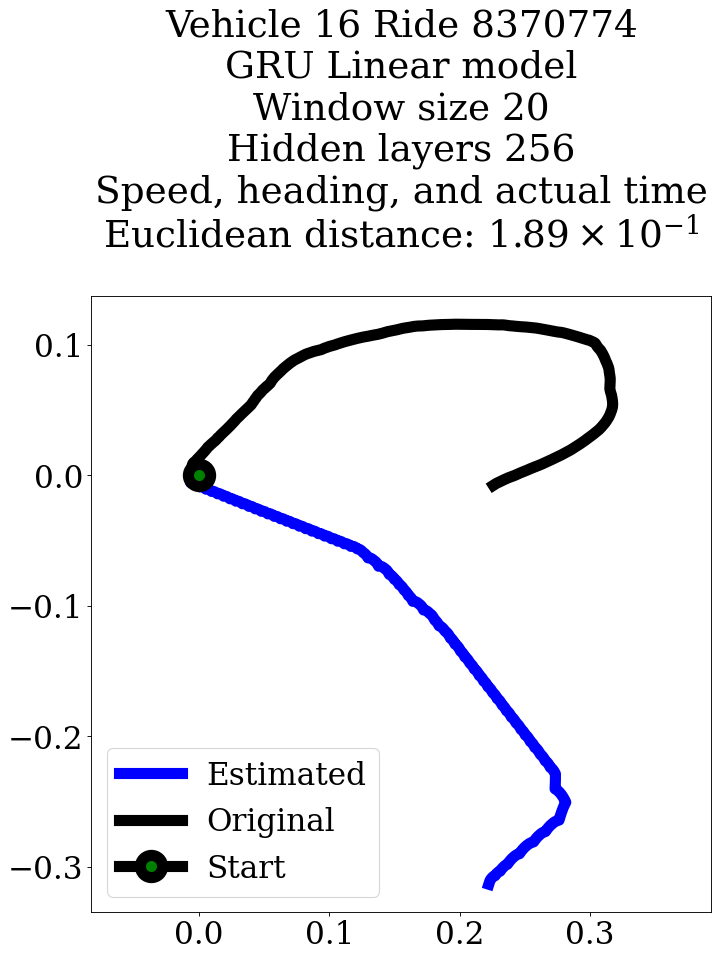 Vehicle 16 Ride 8370774
GRU Linear model
Window size 20
Hidden layers 256
Speed, heading, and actual time
Euclidean distance: 1.89 × 10⁻¹
0.1
0.0
−0.1
−0.2
−0.3
Estimated
Original
Start
0.0 0.1 0.2 0.3